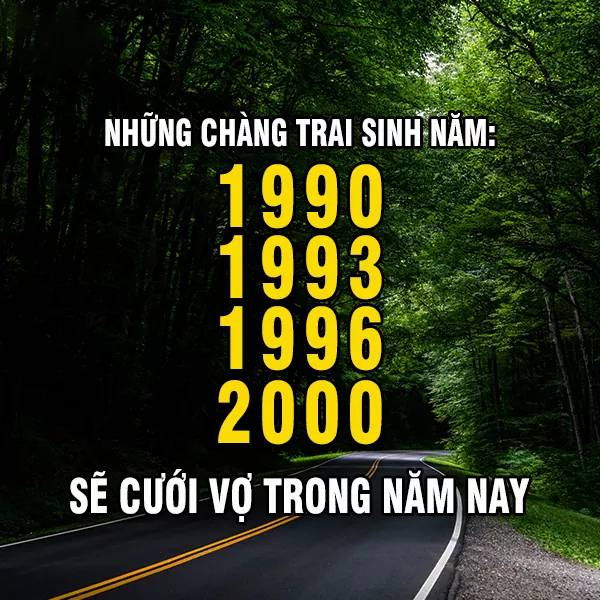 NHỮNG CHÀNG TRAI SINH NĂM:
1990
1993
1996
2000
SẼ CƯỚI VỢ TRONG NĂM NAY